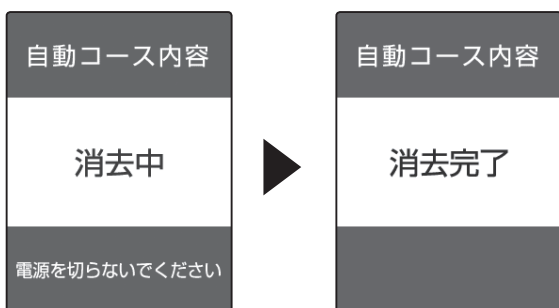 自動コース内容
消去中
電源を切らないでください
自動コース内容
消去完了